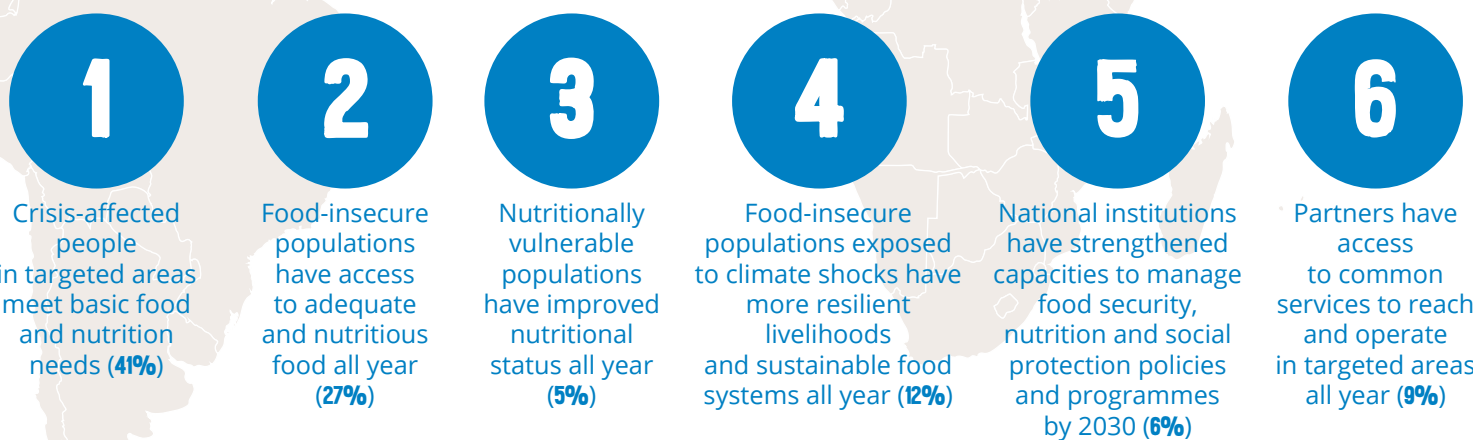 1
Crisis-affected
people
in targeted areas
meet basic food
and nutrition
needs (41%)
2
Food-insecure
populations
have access
to adequate
and nutritious
food all year
(27%)
3
Nutritionally
vulnerable
populations
have improved
nutritional
status all year
(5%)
4
Food-insecure
populations exposed
to climate shocks have
more resilient
livelihoods
and sustainable food
systems all year (12%)
5
National institutions
have strengthened
capacities to manage
food security,
nutrition and social
protection policies
and programmes
by 2030 (6%)
6
Partners have
access
to common
services to reach
and operate
in targeted areas
all year (9%)